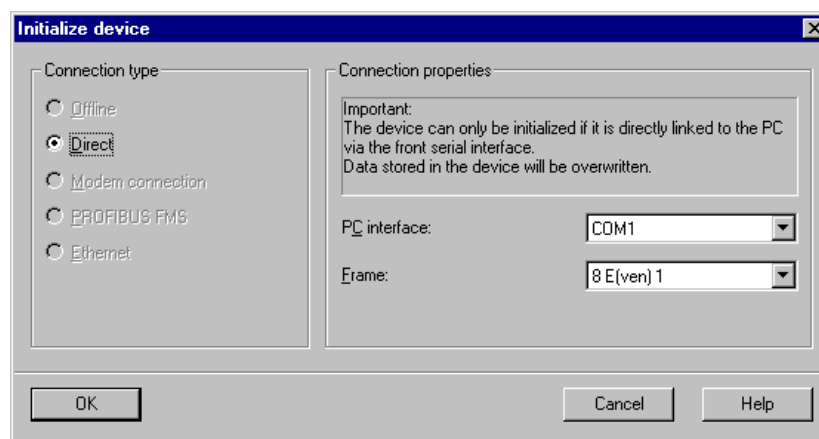 Initialize device
Connection type
Offline
Direct
Modem connection
PROFIBUS FMS
Ethernet
Connection properties
Important:
The device can only be initialized if it is directly linked to the PC
via the front serial interface.
Data stored in the device will be overwritten.
PC interface: COM1
Frame: 8 E(ven) 1
OK Cancel Help